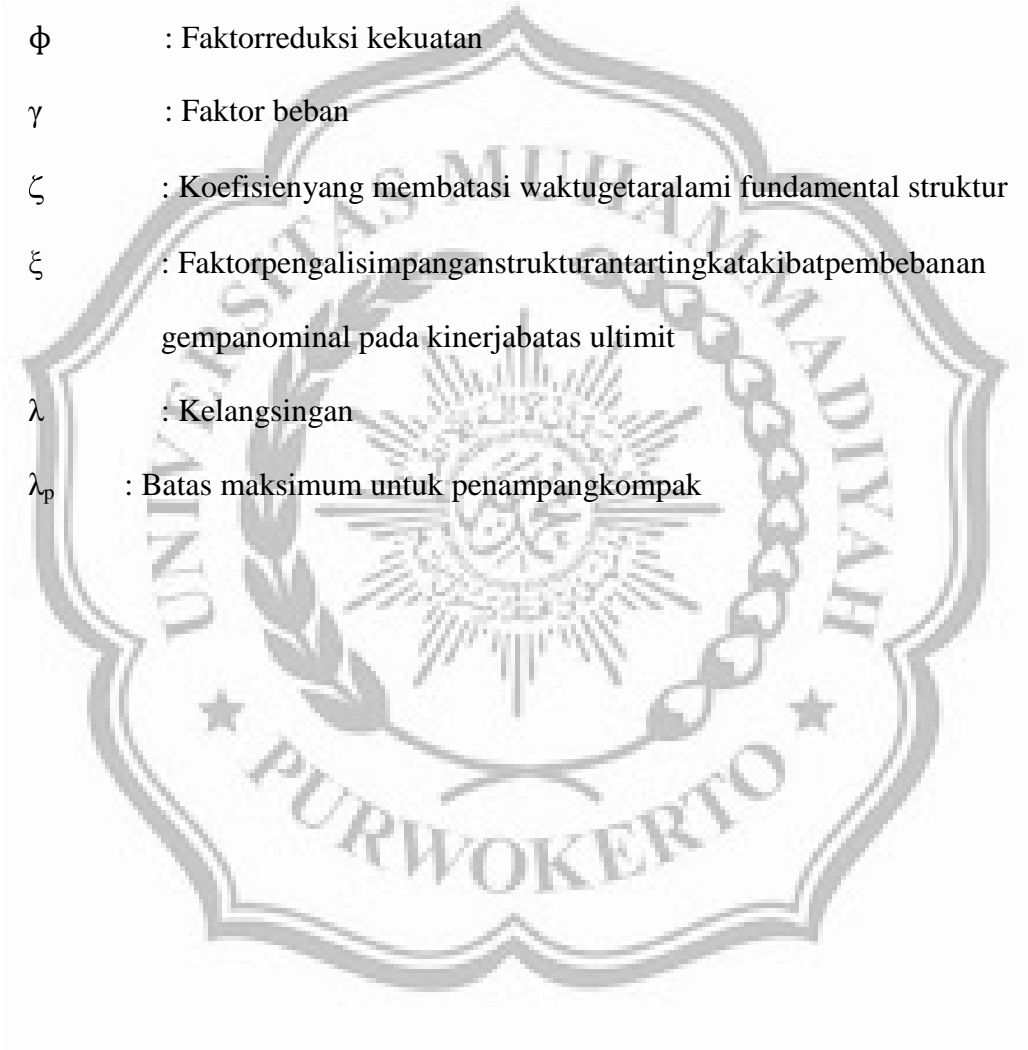 ϕ : Faktorreduksi kekuatan
γ : Faktor beban
ζ : Koefisienyang membatasi waktugetaralami fundamental struktur
ξ : Faktorpengalisimpanganstrukturantartingkatakibatpembebanan
gempanominal pada kinerjabatas ultimit
λ : Kelangsingan
λp : Batas maksimum untuk penampangkompak
UNIVERSITAS MUHAMMADIYAH
PURWOKERTO